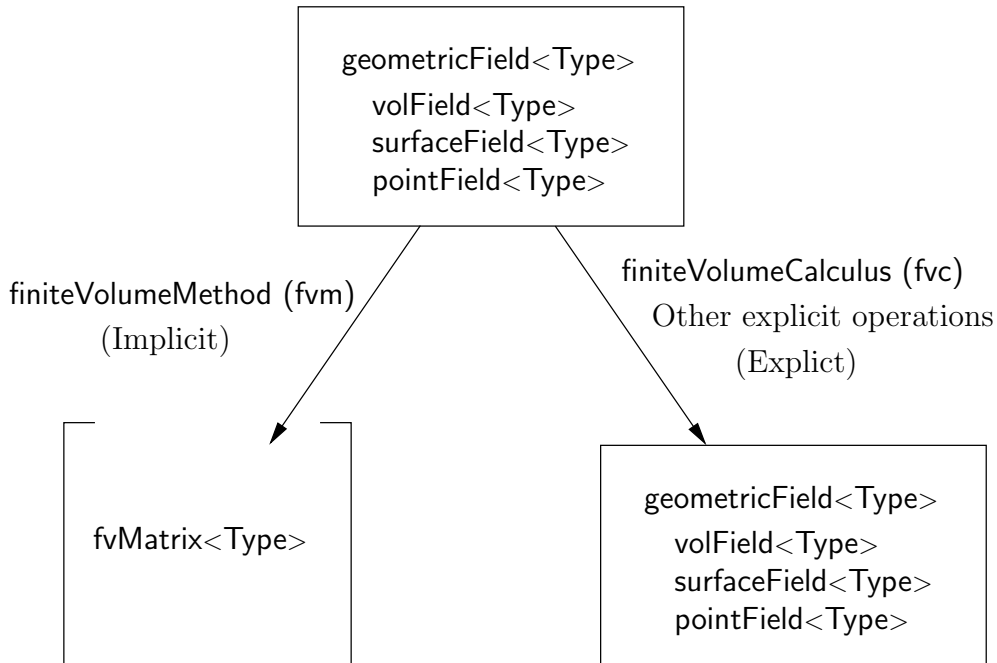 geometricField<Type>
volField<Type>
surfaceField<Type>
pointField<Type>
finiteVolumeMethod (fvm)
(Implicit)
finiteVolumeCalculus (fvc)
Other explicit operations
(Explict)
fvMatrix<Type>
geometricField<Type>
volField<Type>
surfaceField<Type>
pointField<Type>